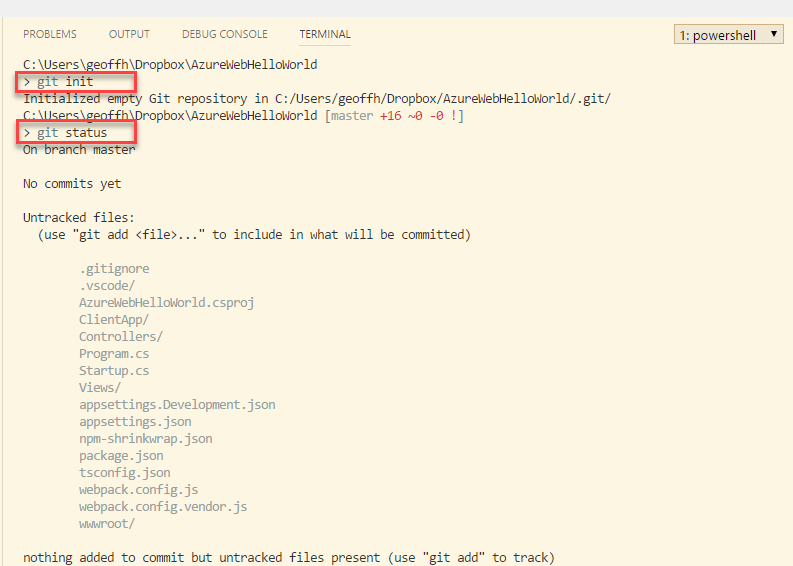 PROBLEMS OUTPUT DEBUG CONSOLE TERMINAL 1: powershell
C:\Users\geoffh\Dropbox\AzureWebHelloWorld
> git init
Initialized empty Git repository in C:/Users/geoffh/Dropbox/AzureWebHelloWorld/.git/
C:\Users\geoffh\Dropbox\AzureWebHelloWorld [master +16 ~0 -0 !]
> git status
On branch master
No commits yet
Untracked files:
(use "git add <file>..." to include in what will be committed)
.gitignore
.vscode/
AzureWebHelloWorld.csproj
ClientApp/
Controllers/
Program.cs
Startup.cs
Views/
appsettings.Development.json
appsettings.json
npm-shrinkwrap.json
package.json
tsconfig.json
webpack.config.js
webpack.config.vendor.js
wwwroot/
nothing added to commit but untracked files present (use "git add" to track)